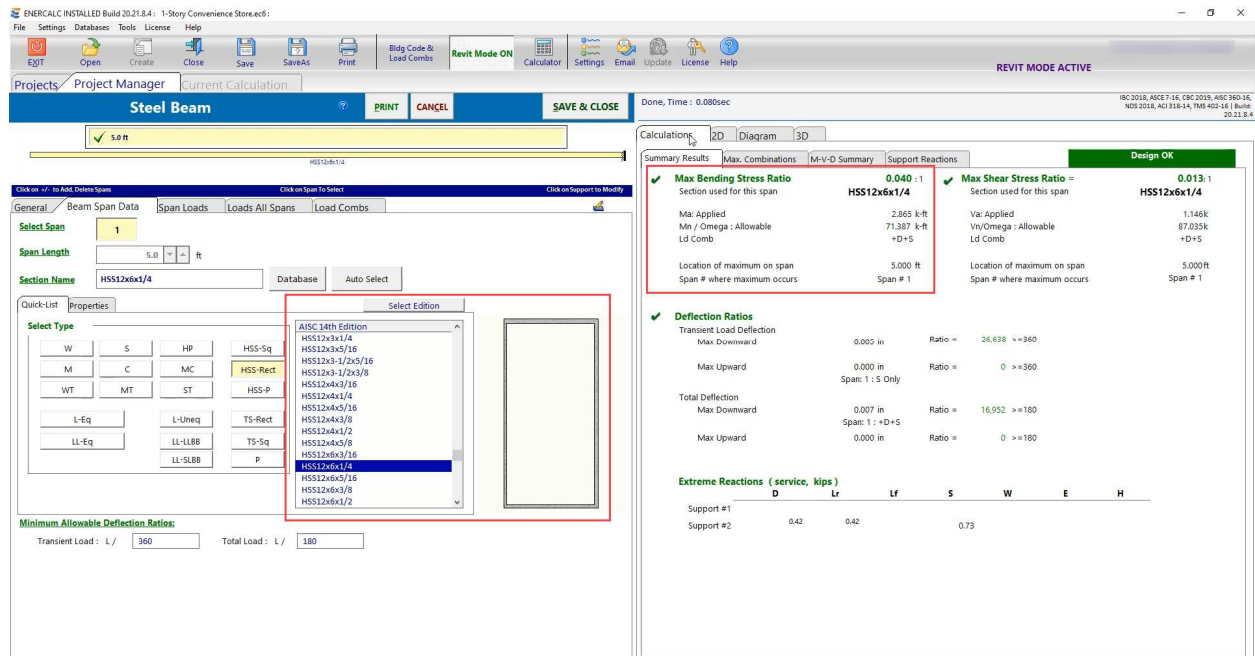 ENERCALC INSTALLED Build 20.21.8.4 : 1-Story Convenience Store.ec6 :
File Settings Databases Tools License Help
EXIT Open Create Close Save SaveAs Print Bldg Code & Load Combs Revit Mode ON Calculator Settings Email Update License Help
REVIT MODE ACTIVE
Projects Project Manager Current Calculation
Steel Beam PRINT CANCEL SAVE & CLOSE
5.0 ft
HSS12x6x1/4
Click on +/- to Add, Delete Spans Click on Span To Select Click on Support to Modify
General Beam Span Data Span Loads Loads All Spans Load Combs
Select Span 1
Span Length 5.0 ft
Section Name HSS12x6x1/4 Database Auto Select
Quick-List Properties Select Edition
Select Type
W S HP HSS-Sq
M C MC HSS-Rect
WT MT ST HSS-P
L-Eq L-Uneq TS-Rect
LL-Eq LL-LLBB TS-Sq
LL-SLBB P
AISC 14th Edition
HSS12x3x1/4
HSS12x3x5/16
HSS12x3-1/2x5/16
HSS12x3-1/2x3/8
HSS12x4x3/16
HSS12x4x1/4
HSS12x4x5/16
HSS12x4x3/8
HSS12x4x1/2
HSS12x4x5/8
HSS12x6x3/16
HSS12x6x1/4
HSS12x6x5/16
HSS12x6x3/8
HSS12x6x1/2
Minimum Allowable Deflection Ratios:
Transient Load : L / 360 Total Load : L / 180
Done, Time : 0.080sec
IBC 2018, ASCE 7-16, CBC 2019, AISC 360-16,
NDS 2018, ACI 318-14, TMS 402-16 | Build:
20.21.8.4
Calculations 2D Diagram 3D
Summary Results Max. Combinations M-V-D Summary Support Reactions
Design OK
Max Bending Stress Ratio 0.040 : 1
Section used for this span HSS12x6x1/4
Ma: Applied 2.865 k-ft
Mn / Omega : Allowable 71.387 k-ft
Ld Comb +D+S
Location of maximum on span 5.000 ft
Span # where maximum occurs Span # 1
Max Shear Stress Ratio = 0.013 : 1
Section used for this span HSS12x6x1/4
Va: Applied 1.146k
Vn/Omega : Allowable 87.035k
Ld Comb +D+S
Location of maximum on span 5.000 ft
Span # where maximum occurs Span # 1
Deflection Ratios
Transient Load Deflection
Max Downward 0.005 in Ratio = 26,638 >=360
Max Upward 0.000 in Ratio = 0 >=360
Span: 1 : S Only
Total Deflection
Max Downward 0.007 in Ratio = 16,952 >=180
Span: 1 : +D+S
Max Upward 0.000 in Ratio = 0 >=180
Extreme Reactions ( service, kips )
D Lr Lf S W E H
Support #1
Support #2 0.42 0.42 0.73